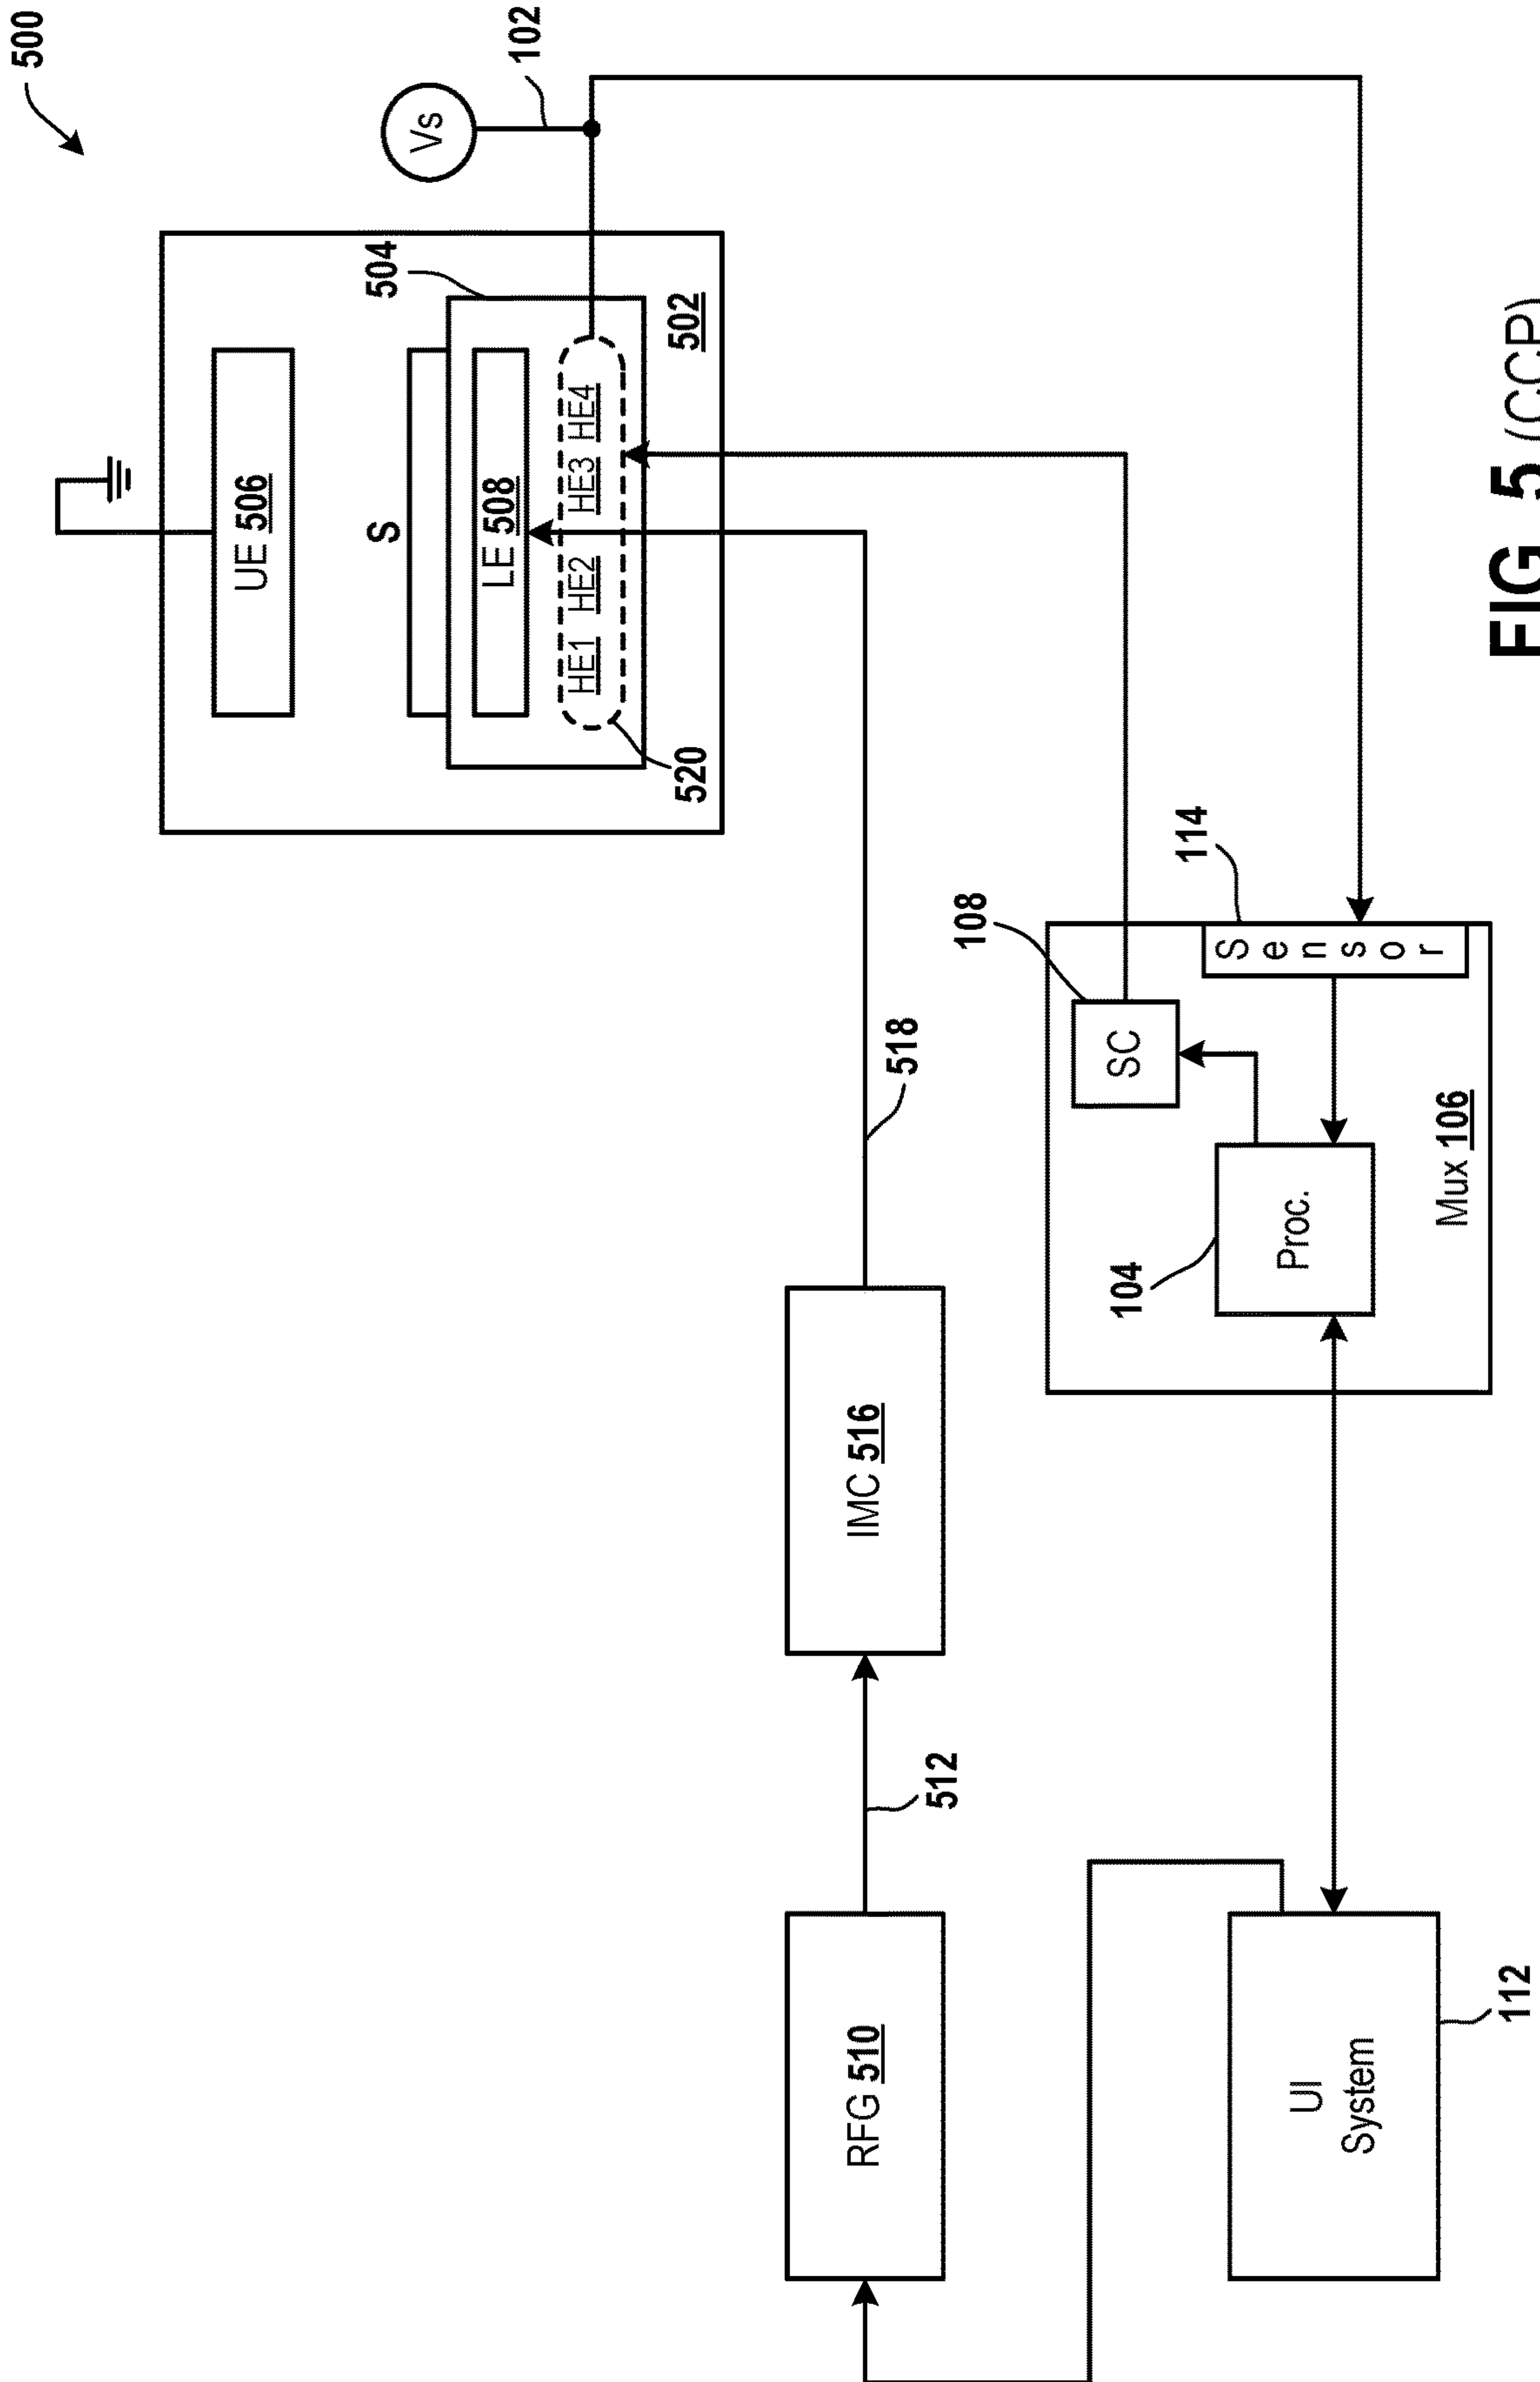 500
102
Vs
504
502
UE 506
S
LE 508
HE1 HE2 HE3 HE4
520
518
108
114
SC
Sensor
104
Proc.
Mux 106
IMC 516
512
RFG 510
UI
System
112
FIG. 5 (CCP)